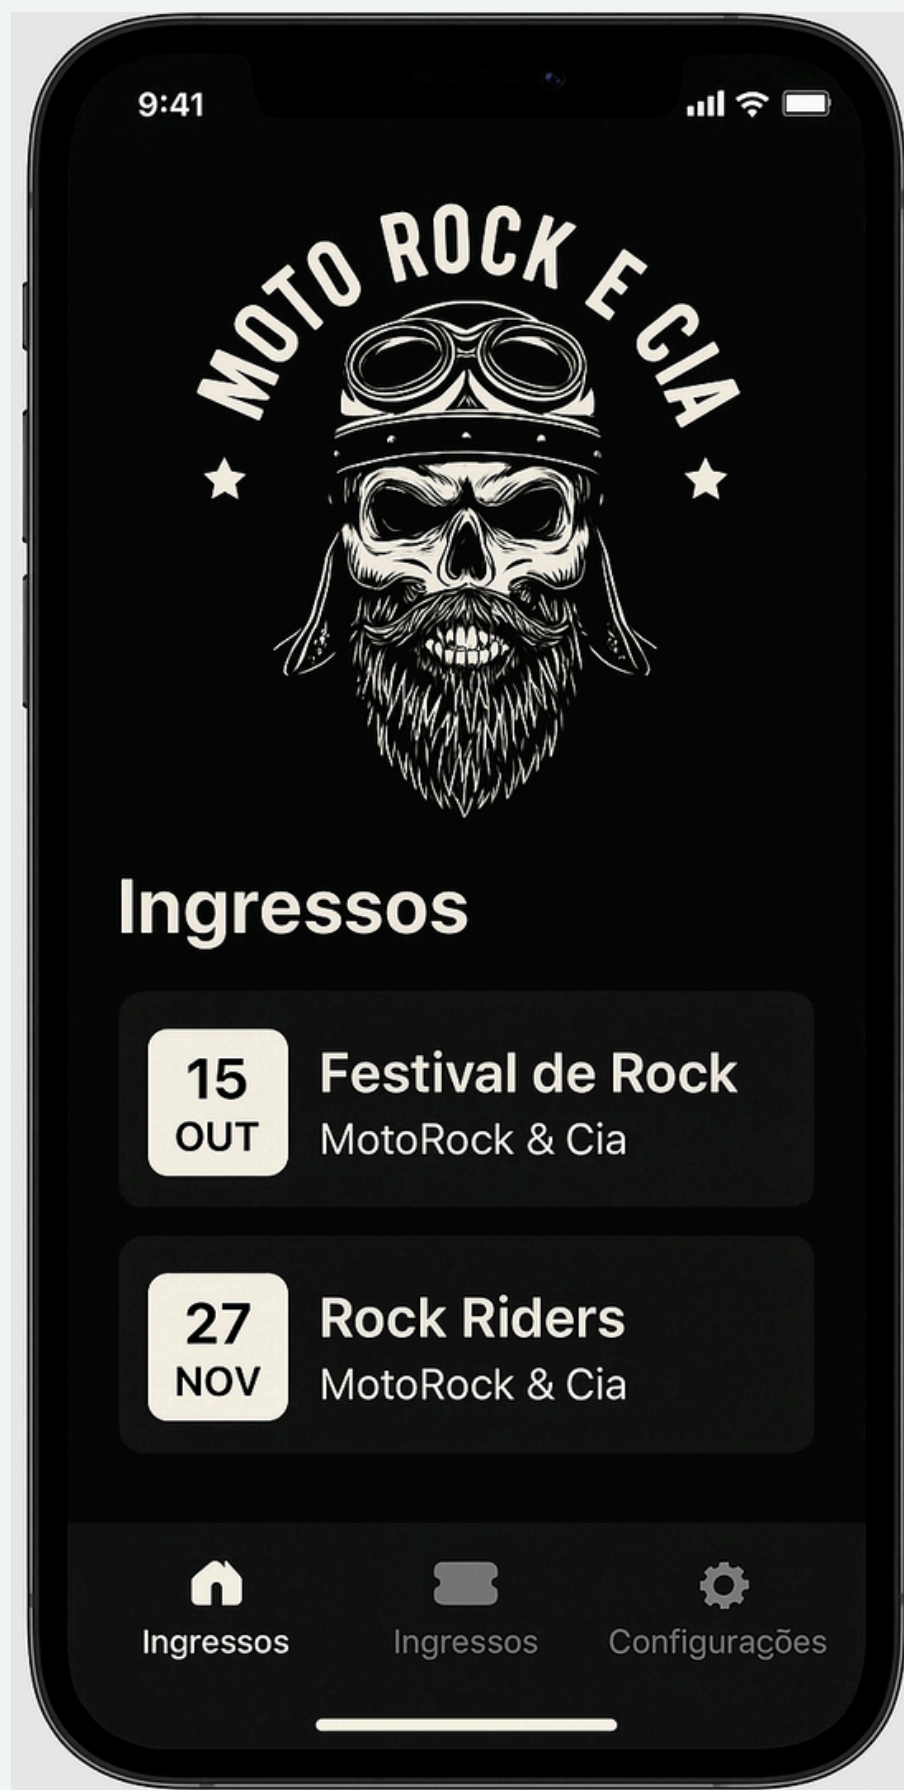 9:41
MOTO ROCK E CIA
Ingressos
15
OUT
Festival de Rock
MotoRock & Cia
27
NOV
Rock Riders
MotoRock & Cia
Ingressos
Ingressos
Configurações